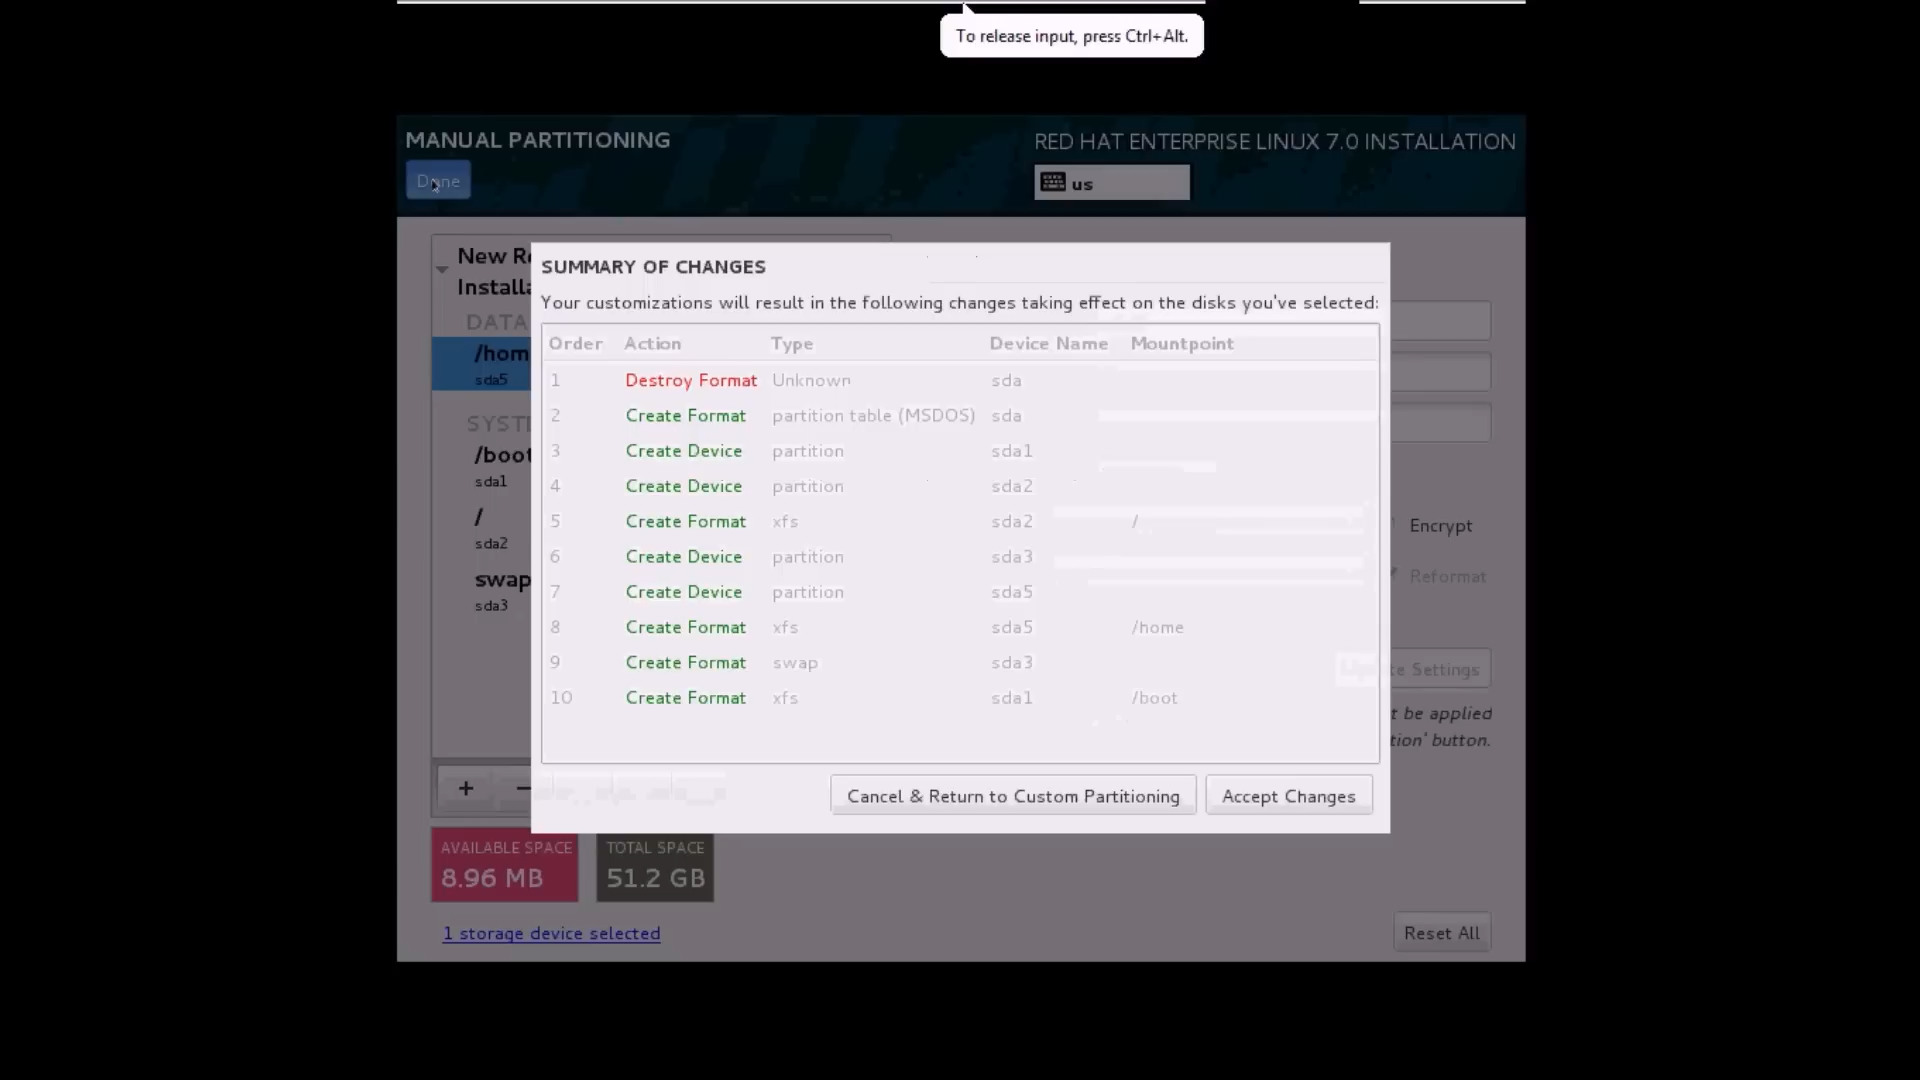 To release input, press Ctrl+Alt.
MANUAL PARTITIONING
RED HAT ENTERPRISE LINUX 7.0 INSTALLATION
Done
us
New R
Installa
DATA
/hom
sda5
SYST
/boot
sda1
/
sda2
swap
sda3
SUMMARY OF CHANGES
Your customizations will result in the following changes taking effect on the disks you've selected:
Order Action Type Device Name Mountpoint
1 Destroy Format Unknown sda
2 Create Format partition table (MSDOS) sda
3 Create Device partition sda1
4 Create Device partition sda2
5 Create Format xfs sda2 /
6 Create Device partition sda3
7 Create Device partition sda5
8 Create Format xfs sda5 /home
9 Create Format swap sda3
10 Create Format xfs sda1 /boot
Cancel & Return to Custom Partitioning Accept Changes
Encrypt
Reformat
te Settings
t be applied
tion' button.
+ −
AVAILABLE SPACE
8.96 MB
TOTAL SPACE
51.2 GB
1 storage device selected
Reset All